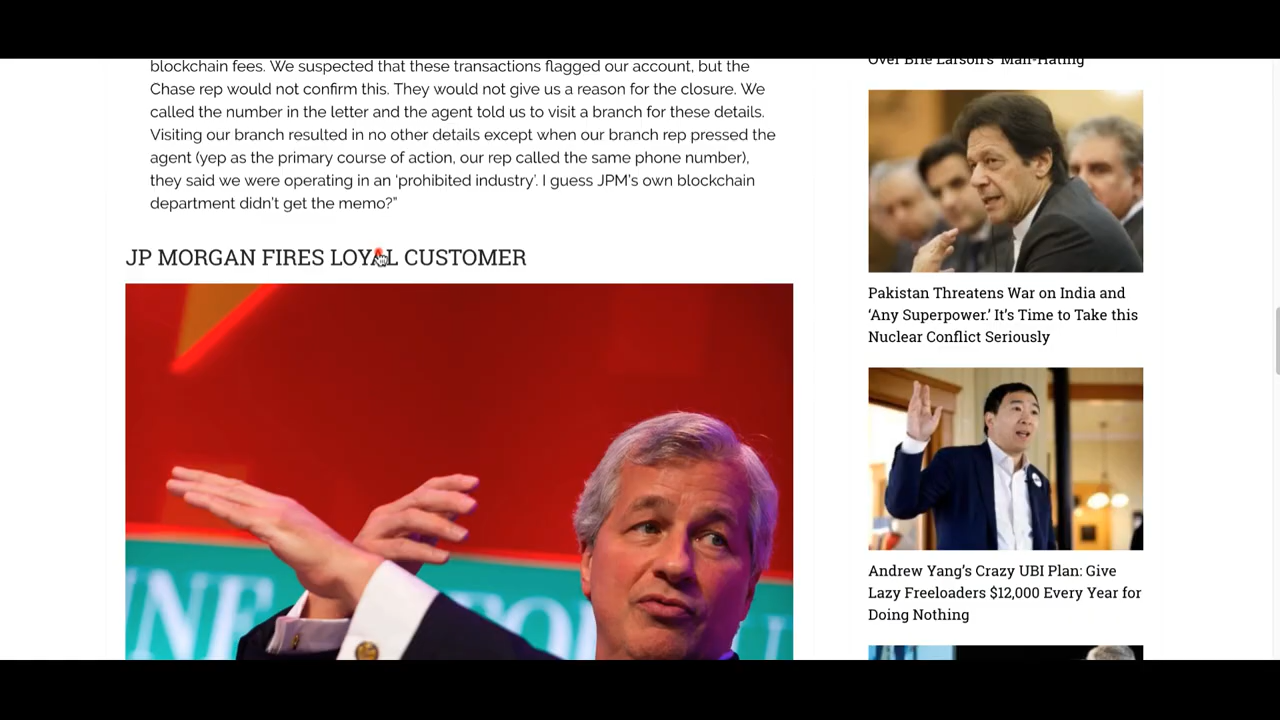 blockchain fees. We suspected that these transactions flagged our account, but the
Chase rep would not confirm this. They would not give us a reason for the closure. We
called the number in the letter and the agent told us to visit a branch for these details.
Visiting our branch resulted in no other details except when our branch rep pressed the
agent (yep as the primary course of action, our rep called the same phone number),
they said we were operating in an ‘prohibited industry’. I guess JPM’s own blockchain
department didn’t get the memo?”
JP MORGAN FIRES LOYAL CUSTOMER
Over Brie Larson’s ‘Man-Hating’
Pakistan Threatens War on India and
‘Any Superpower.’ It’s Time to Take this
Nuclear Conflict Seriously
Andrew Yang’s Crazy UBI Plan: Give
Lazy Freeloaders $12,000 Every Year for
Doing Nothing